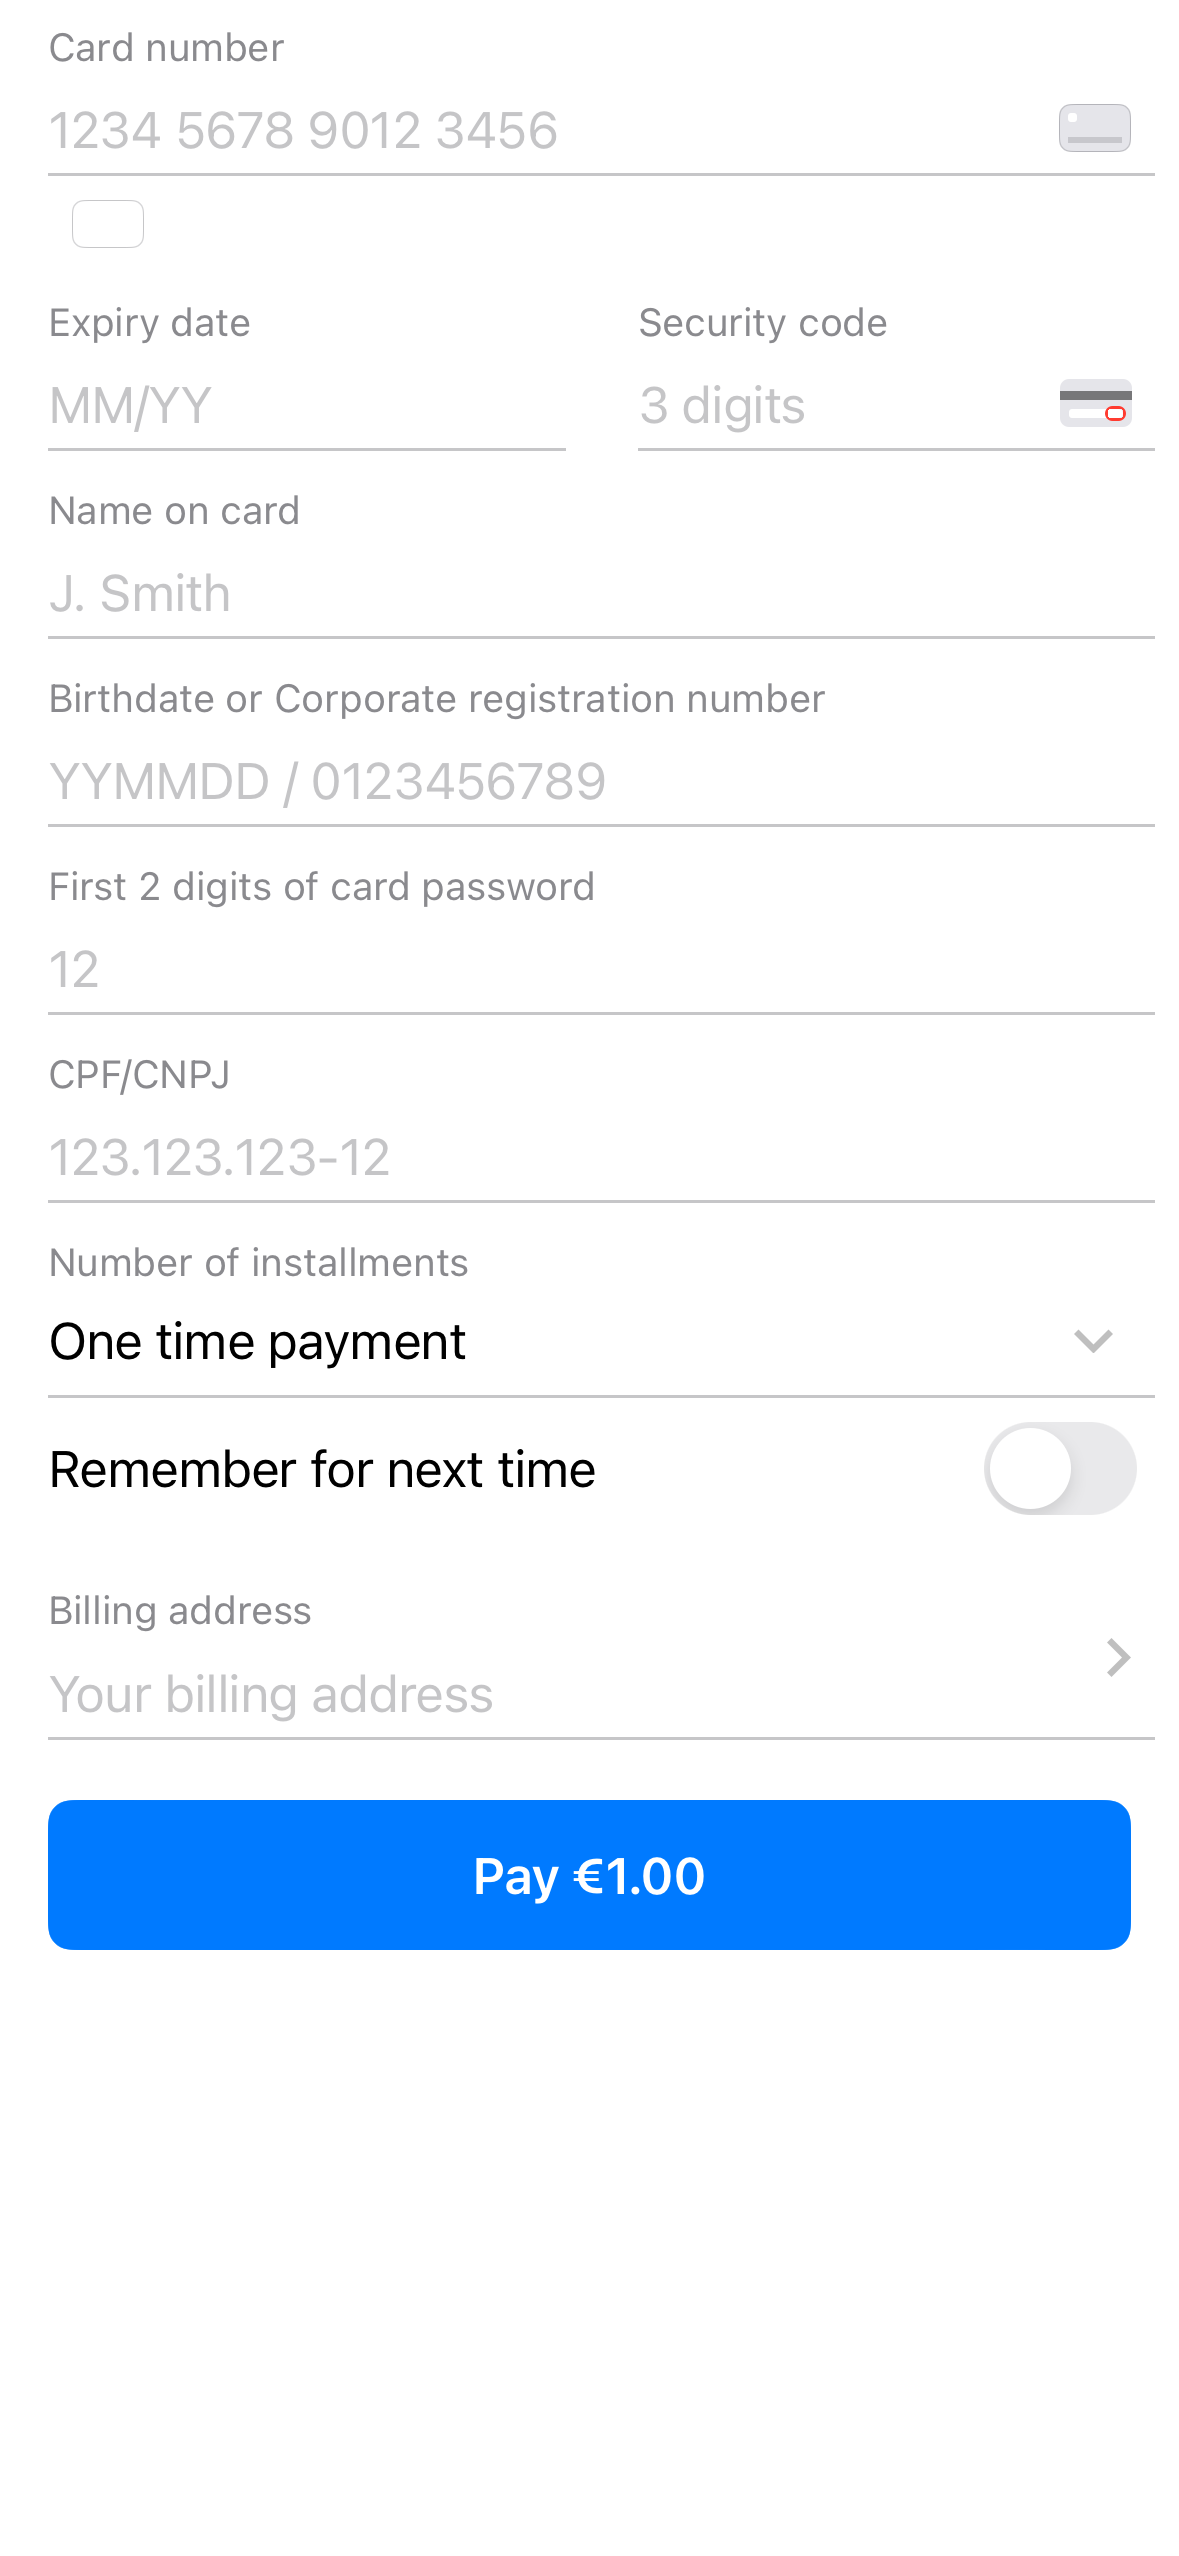 Card number
1234 5678 9012 3456
Expiry date
Security code
MM/YY
3 digits
Name on card
J. Smith
Birthdate or Corporate registration number
YYMMDD / 0123456789
First 2 digits of card password
12
CPF/CNPJ
123.123.123-12
Number of installments
One time payment
Remember for next time
Billing address
Your billing address
Pay €1.00